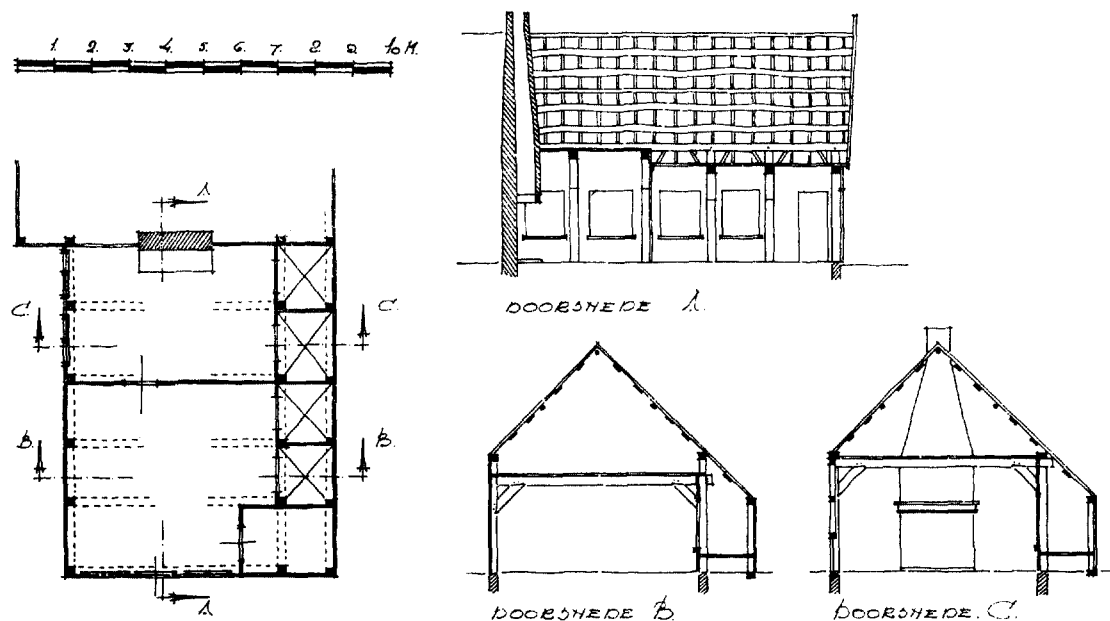 1. 2. 3. 4. 5. 6. 7. 8. 9. 10 M.
A
DOORSNEDE A.
C. C.
B. B.
A.
DOORSNEDE B.
DOORSNEDE. C.